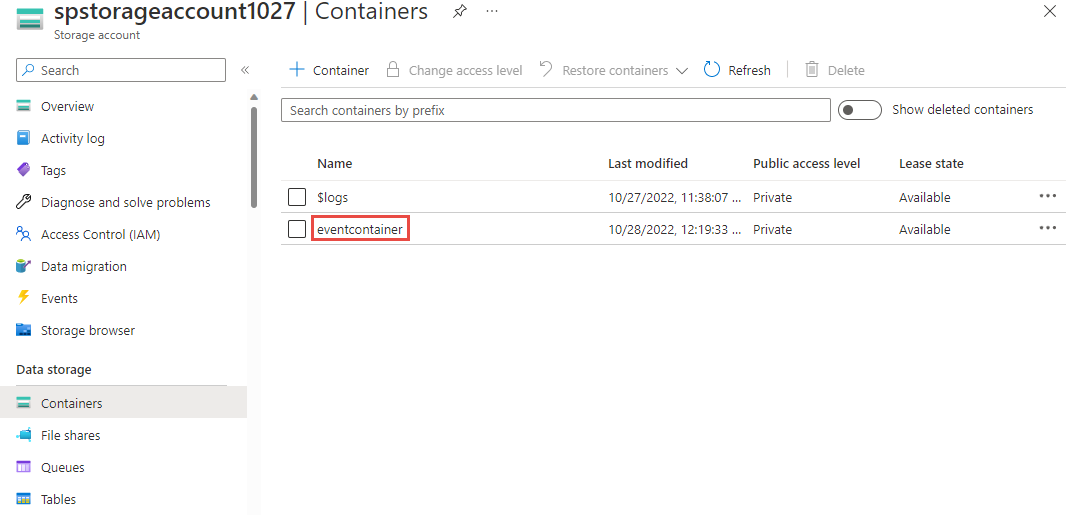 spstorageaccount1027 | Containers ...
Storage account
Search «
+ Container Change access level Restore containers Refresh Delete
Search containers by prefix Show deleted containers
Overview
Activity log
Tags
Diagnose and solve problems
Access Control (IAM)
Data migration
Events
Storage browser
Data storage
Containers
File shares
Queues
Tables
Name Last modified Public access level Lease state
$logs 10/27/2022, 11:38:07 ... Private Available ...
eventcontainer 10/28/2022, 12:19:33 ... Private Available ...